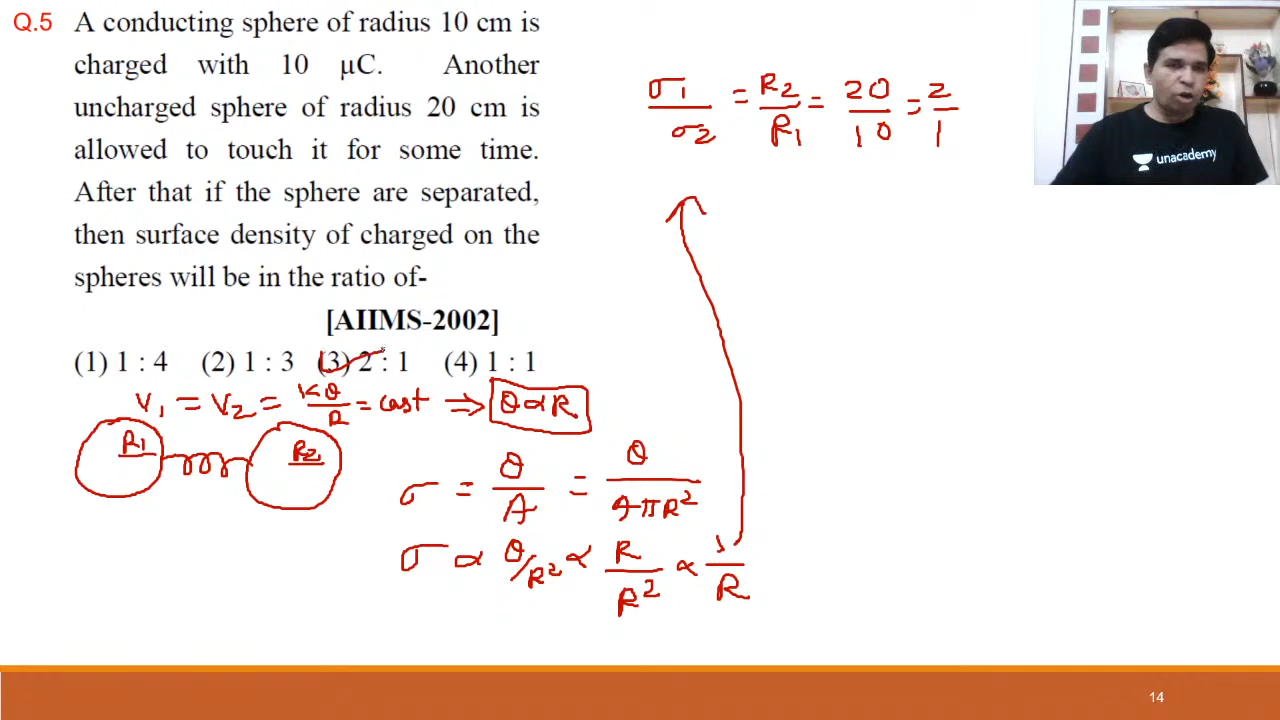 Q.5 A conducting sphere of radius 10 cm is
charged with 10 µC. Another
uncharged sphere of radius 20 cm is
allowed to touch it for some time.
After that if the sphere are separated,
then surface density of charged on the
spheres will be in the ratio of-
[AIIMS-2002]
(1) 1 : 4 (2) 1 : 3 (3) 2 : 1 (4) 1 : 1
V₁ = V₂ = Kθ/R = cost ⇒ θ ∝ R
R₁ R₂
σ = θ/A = θ/4πR²
σ ∝ θ/R² ∝ R/R² ∝ 1/R
σ₁/σ₂ = R₂/R₁ = 20/10 = 2/1
unacademy
14